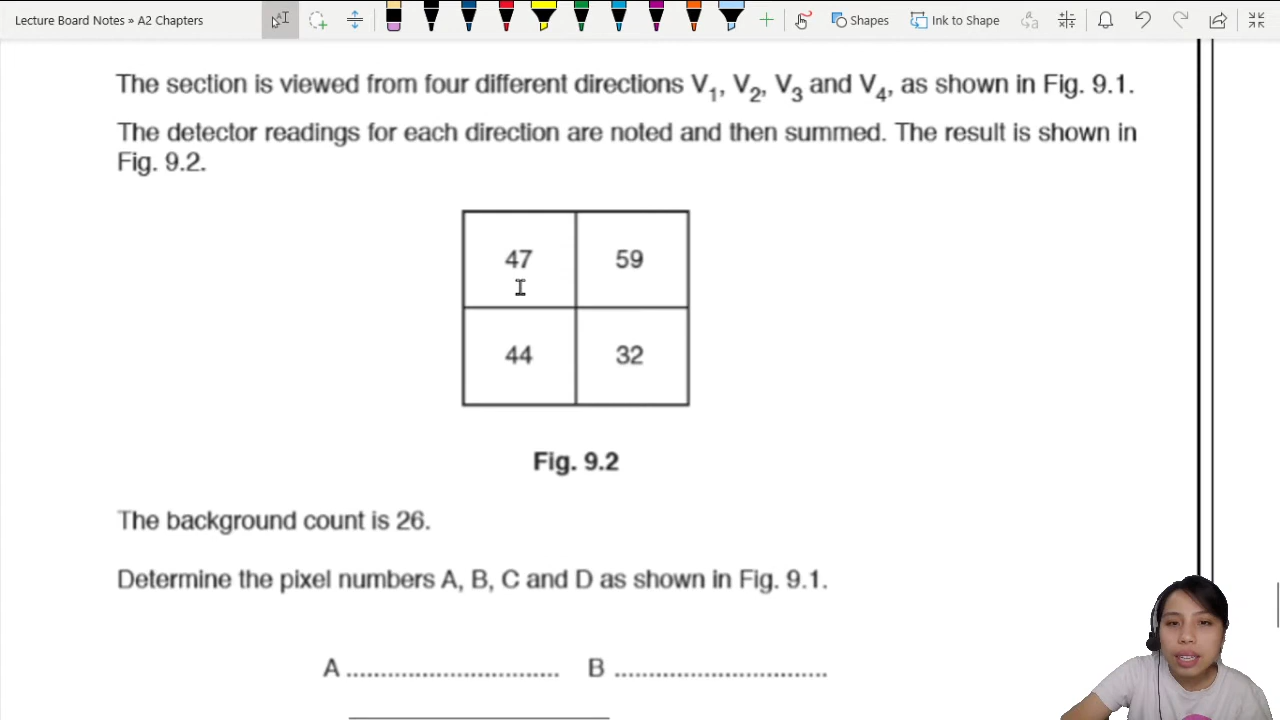 Lecture Board Notes » A2 Chapters
Shapes
Ink to Shape
The section is viewed from four different directions V₁, V₂, V₃ and V₄, as shown in Fig. 9.1.
The detector readings for each direction are noted and then summed. The result is shown in
Fig. 9.2.
47 59
44 32
Fig. 9.2
The background count is 26.
Determine the pixel numbers A, B, C and D as shown in Fig. 9.1.
A .............................. B ..............................